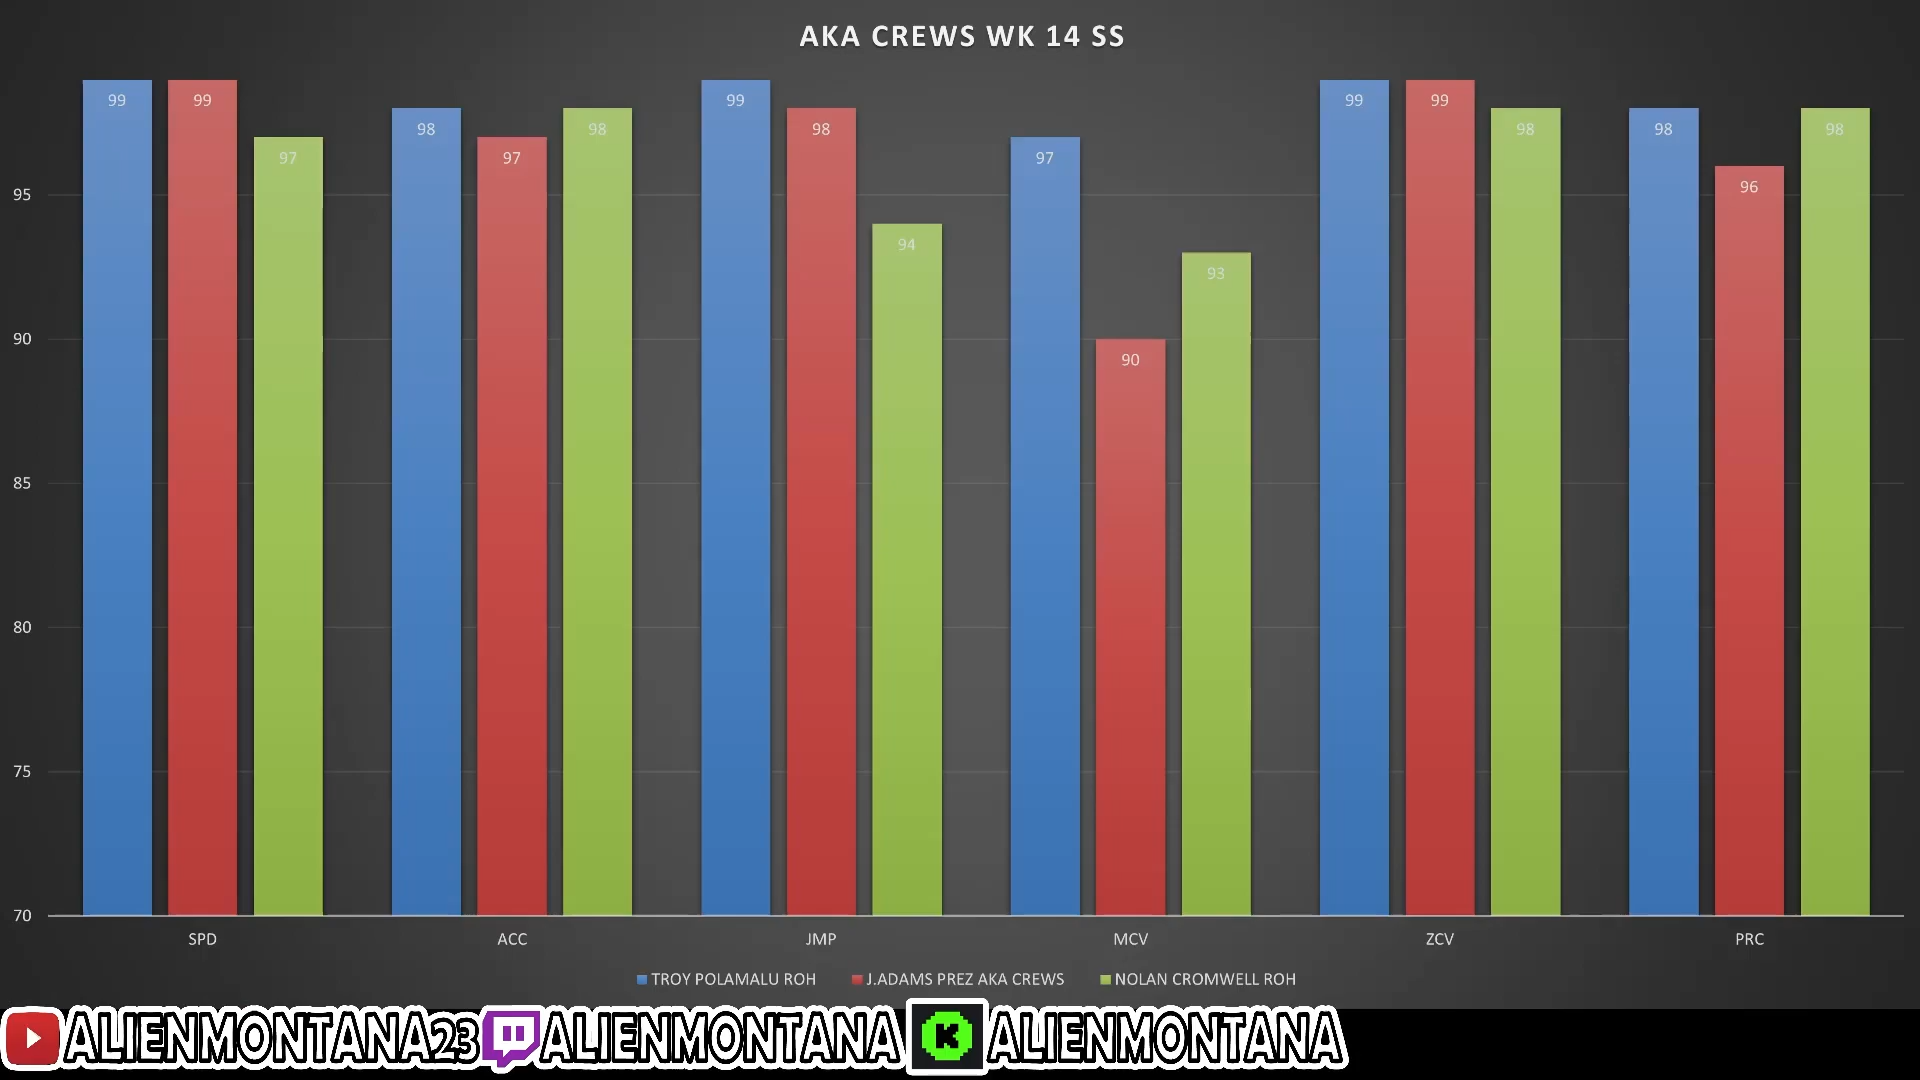 AKA CREWS WK 14 SS
99 99 97 98 97 98 99 98 94 97 90 93 99 99 98 98 96 98
95
90
85
80
75
70
SPD ACC JMP MCV ZCV PRC
TROY POLAMALU ROH J.ADAMS PREZ AKA CREWS NOLAN CROMWELL ROH
ALIENMONTANA23 ALIENMONTANA K ALIENMONTANA